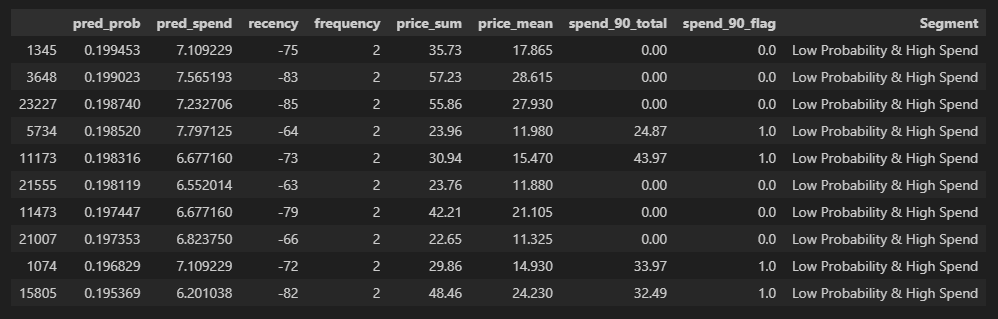 pred_prob pred_spend recency frequency price_sum price_mean spend_90_total spend_90_flag Segment
1345 0.199453 7.109229 -75 2 35.73 17.865 0.00 0.0 Low Probability & High Spend
3648 0.199023 7.565193 -83 2 57.23 28.615 0.00 0.0 Low Probability & High Spend
23227 0.198740 7.232706 -85 2 55.86 27.930 0.00 0.0 Low Probability & High Spend
5734 0.198520 7.797125 -64 2 23.96 11.980 24.87 1.0 Low Probability & High Spend
11173 0.198316 6.677160 -73 2 30.94 15.470 43.97 1.0 Low Probability & High Spend
21555 0.198119 6.552014 -63 2 23.76 11.880 0.00 0.0 Low Probability & High Spend
11473 0.197447 6.677160 -79 2 42.21 21.105 0.00 0.0 Low Probability & High Spend
21007 0.197353 6.823750 -66 2 22.65 11.325 0.00 0.0 Low Probability & High Spend
1074 0.196829 7.109229 -72 2 29.86 14.930 33.97 1.0 Low Probability & High Spend
15805 0.195369 6.201038 -82 2 48.46 24.230 32.49 1.0 Low Probability & High Spend